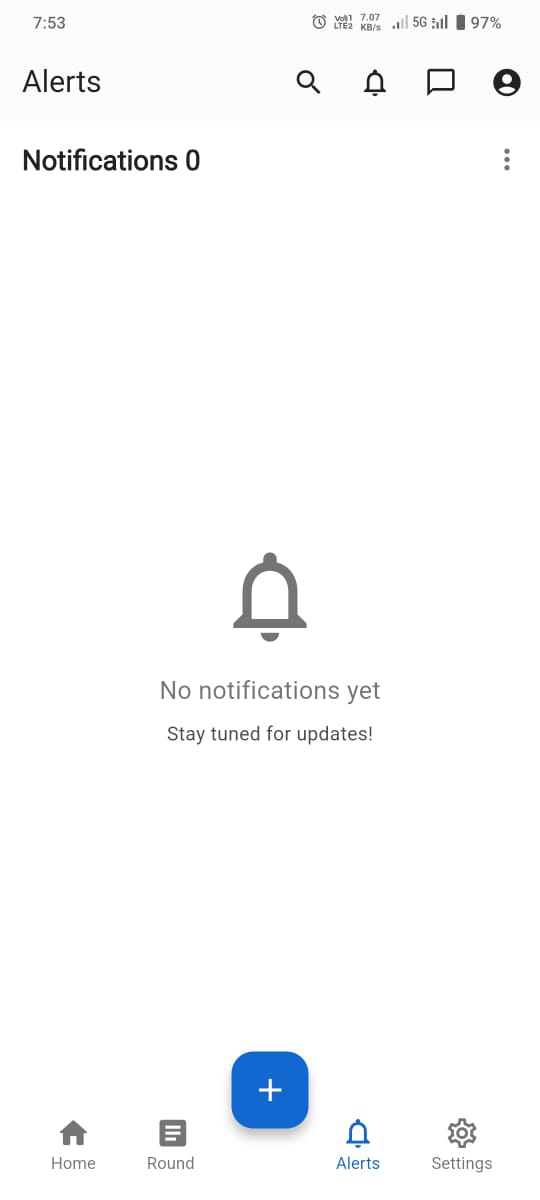 7:53 Vo)) 1 LTE2 7.07 KB/s 5G 97%
Alerts
Notifications 0
No notifications yet
Stay tuned for updates!
Home Round Alerts Settings